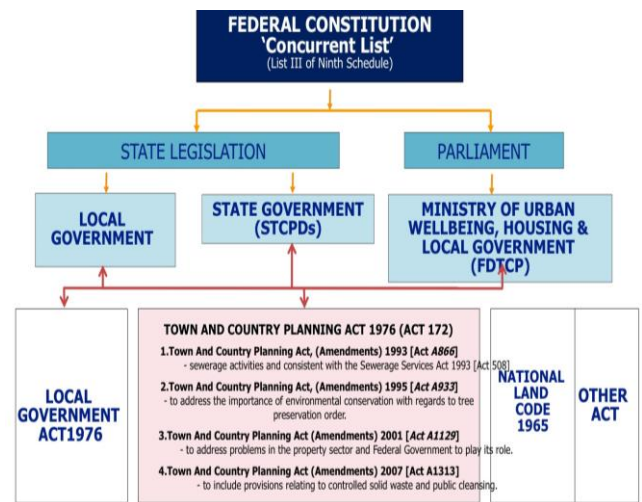 FEDERAL CONSTITUTION
‘Concurrent List’
(List III of Ninth Schedule)
STATE LEGISLATION
PARLIAMENT
LOCAL
GOVERNMENT
STATE GOVERNMENT
(STCPDs)
MINISTRY OF URBAN
WELLBEING, HOUSING &
LOCAL GOVERNMENT
(FDTCP)
LOCAL
GOVERNMENT
ACT1976
TOWN AND COUNTRY PLANNING ACT 1976 (ACT 172)
1.Town And Country Planning Act, (Amendments) 1993 [Act A866]
- sewerage activities and consistent with the Sewerage Services Act 1993 [Act 508]
2.Town And Country Planning Act, (Amendments) 1995 [Act A933]
- to address the importance of environmental conservation with regards to tree
preservation order.
3.Town And Country Planning Act (Amendments) 2001 [Act A1129]
- to address problems in the property sector and Federal Government to play its role.
4.Town And Country Planning Act (Amendments) 2007 [Act A1313]
- to include provisions relating to controlled solid waste and public cleansing.
NATIONAL
LAND
CODE
1965
OTHER
ACT